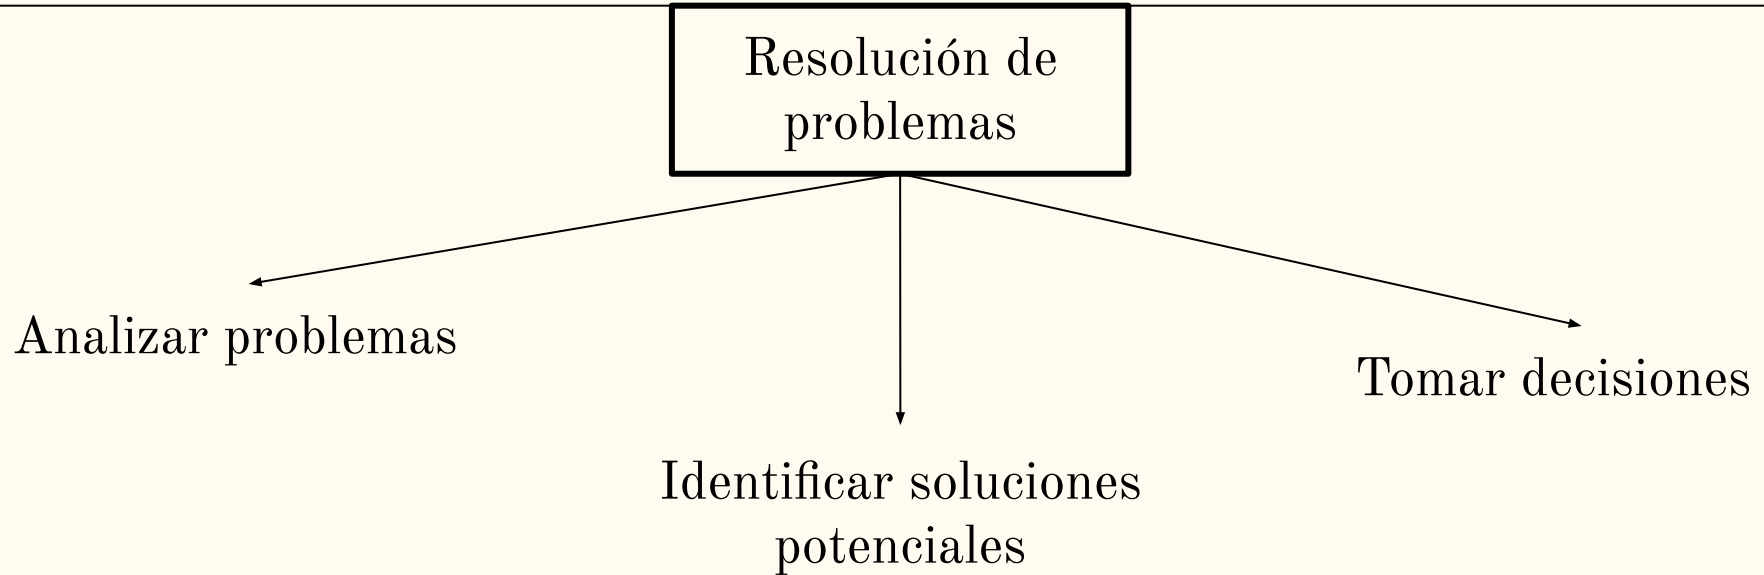 Resolución de
problemas
Analizar problemas
Tomar decisiones
Identificar soluciones
potenciales